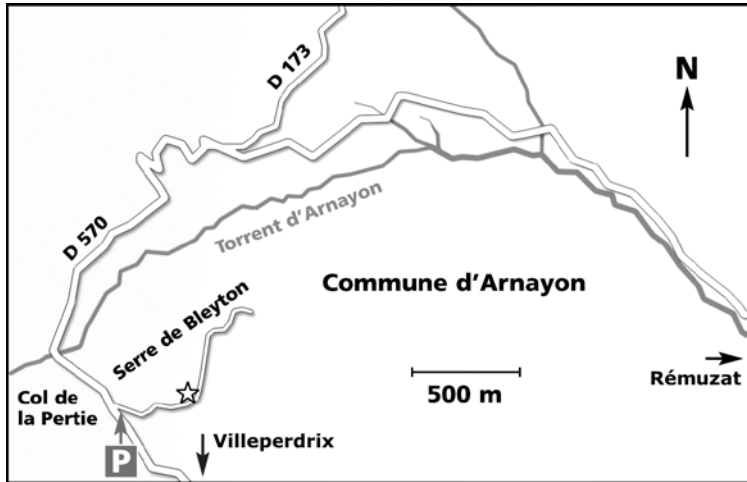 D 173
N
D 570
Torrent d'Arnayon
Commune d'Arnayon
Serre de Bleyton
500 m
Rémuzat
Col de
la Pertie
Villeperdrix
P